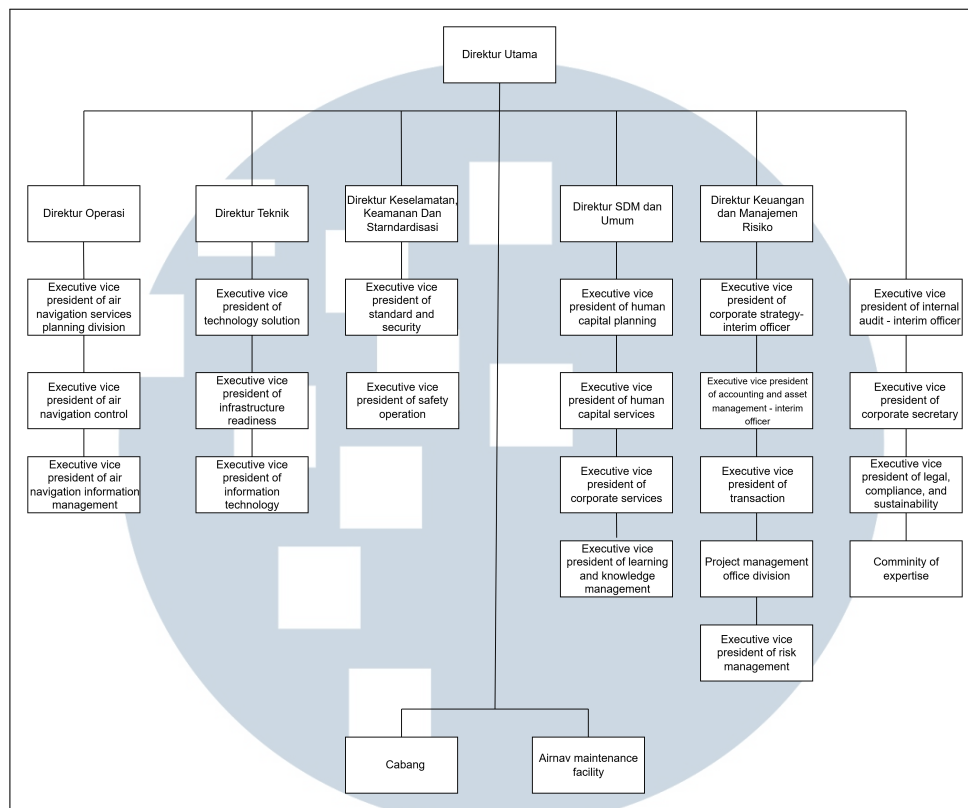 Direktur Utama
Direktur Operasi
Direktur Teknik
Direktur Keselamatan,
Keamanan Dan
Starndardisasi
Direktur SDM dan
Umum
Direktur Keuangan
dan Manajemen
Risiko
Executive vice
president of air
navigation services
planning division
Executive vice
president of
technology solution
Executive vice
president of
standard and
security
Executive vice
president of human
capital planning
Executive vice
president of
corporate strategy-
interim officer
Executive vice
president of internal
audit - interim officer
Executive vice
president of air
navigation control
Executive vice
president of
infrastructure
readiness
Executive vice
president of safety
operation
Executive vice
president of human
capital services
Executive vice president
of accounting and asset
management - interim
officer
Executive vice
president of
corporate secretary
Executive vice
president of air
navigation information
management
Executive vice
president of
information
technology
Executive vice
president of
corporate services
Executive vice
president of
transaction
Executive vice
president of legal,
compliance, and
sustainability
Executive vice
president of learning
and knowledge
management
Project management
office division
Comminity of
expertise
Executive vice
president of risk
management
Cabang
Airnav maintenance
facility